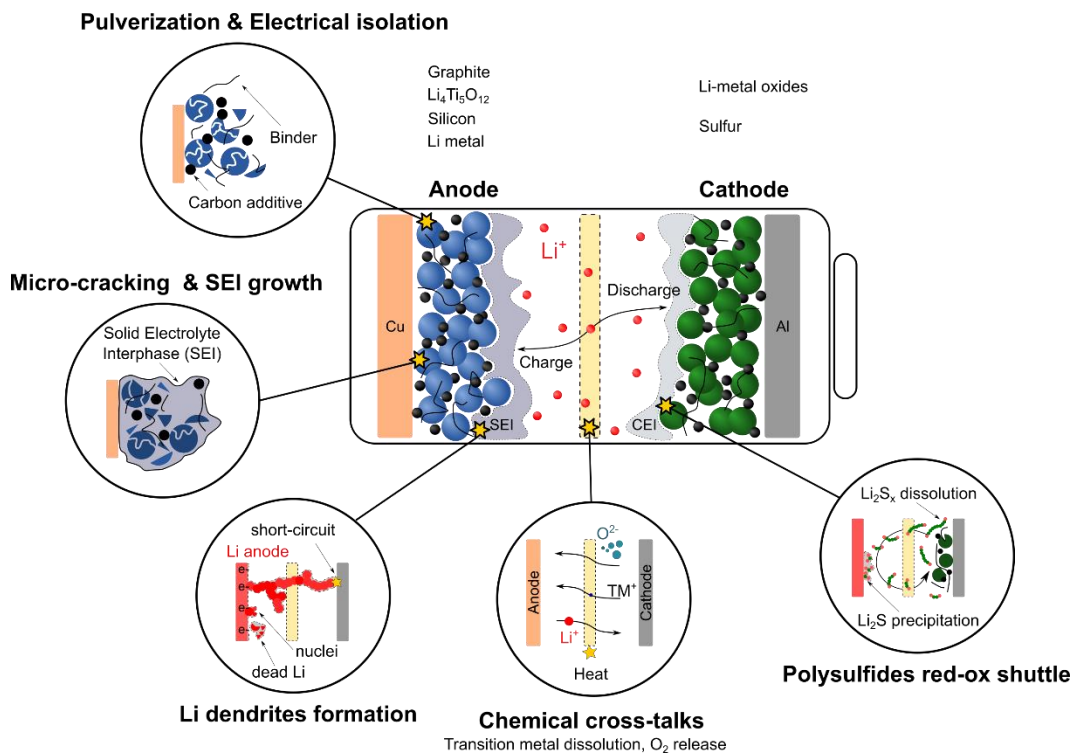 Pulverization & Electrical isolation
Binder
Carbon additive
Graphite
Li₄Ti₅O₁₂
Silicon
Li metal
Li-metal oxides
Sulfur
Anode
Cathode
Micro-cracking & SEI growth
Solid Electrolyte
Interphase (SEI)
Cu
Li⁺
Discharge
Charge
Al
SEI
CEI
short-circuit
Li anode
e-
e-
e-
e-
nuclei
dead Li
Li dendrites formation
O²⁻
TM⁺
Li⁺
Anode
Cathode
Heat
Chemical cross-talks
Transition metal dissolution, O₂ release
Li₂Sₓ dissolution
Li₂S precipitation
Polysulfides red-ox shuttle